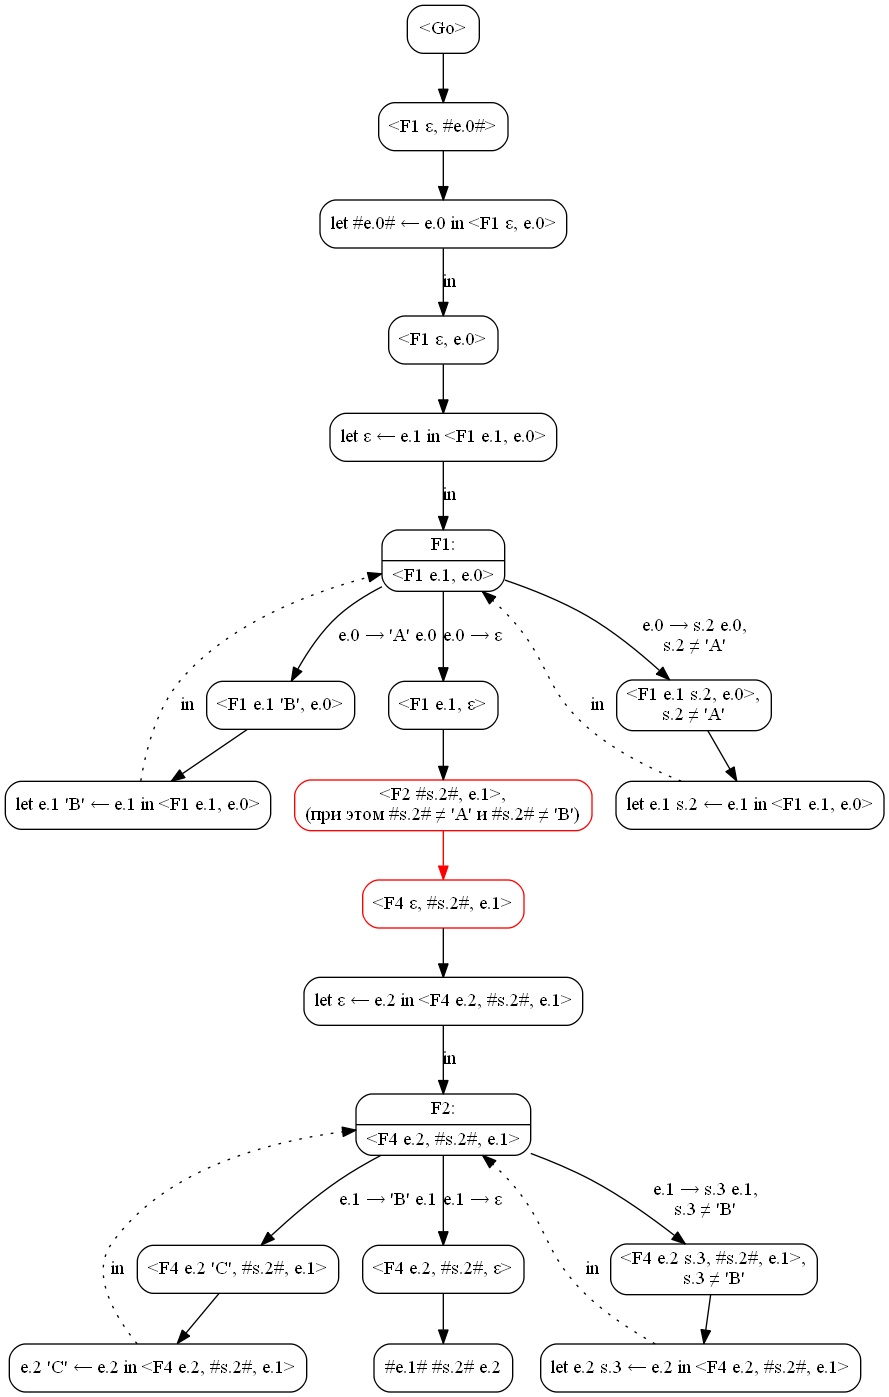 <Go>
<F1 ε, #e.0#>
let #e.0# ← e.0 in <F1 ε, e.0>
in
<F1 ε, e.0>
let ε ← e.1 in <F1 e.1, e.0>
in
F1:
<F1 e.1, e.0>
e.0 → 'A' e.0
e.0 → ε
e.0 → s.2 e.0,
s.2 ≠ 'A'
in
<F1 e.1 'B', e.0>
<F1 e.1, ε>
in
<F1 e.1 s.2, e.0>,
s.2 ≠ 'A'
let e.1 'B' ← e.1 in <F1 e.1, e.0>
<F2 #s.2#, e.1>,
(при этом #s.2# ≠ 'A' и #s.2# ≠ 'B')
let e.1 s.2 ← e.1 in <F1 e.1, e.0>
<F4 ε, #s.2#, e.1>
let ε ← e.2 in <F4 e.2, #s.2#, e.1>
in
F2:
<F4 e.2, #s.2#, e.1>
e.1 → 'B' e.1
e.1 → ε
e.1 → s.3 e.1,
s.3 ≠ 'B'
in
<F4 e.2 'C', #s.2#, e.1>
<F4 e.2, #s.2#, ε>
in
<F4 e.2 s.3, #s.2#, e.1>,
s.3 ≠ 'B'
e.2 'C' ← e.2 in <F4 e.2, #s.2#, e.1>
#e.1# #s.2# e.2
let e.2 s.3 ← e.2 in <F4 e.2, #s.2#, e.1>